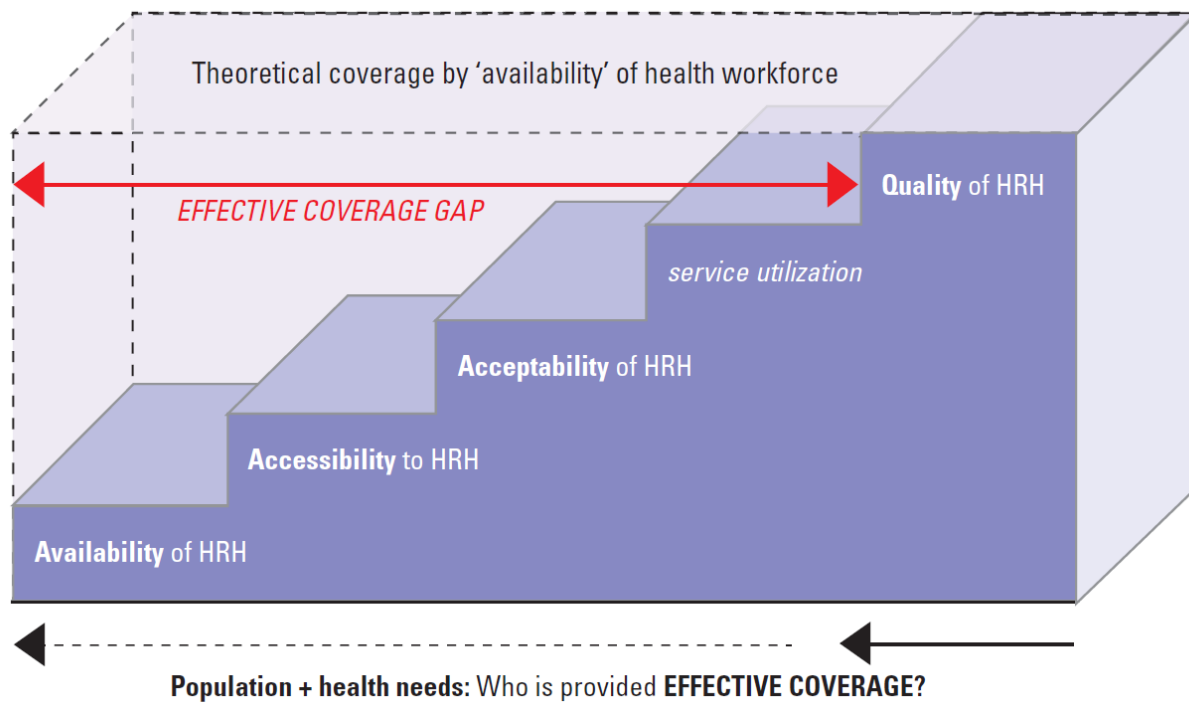 Theoretical coverage by ‘availability’ of health workforce
Quality of HRH
EFFECTIVE COVERAGE GAP
service utilization
Acceptability of HRH
Accessibility to HRH
Availability of HRH
Population + health needs: Who is provided EFFECTIVE COVERAGE?